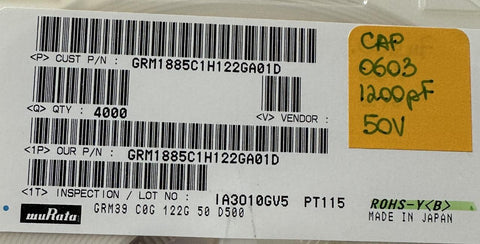 <P> CUST P/N : GRM1885C1H122GA01D
<Q> QTY : 4000
<V> VENDOR :
<1P> OUR P/N : GRM1885C1H122GA01D
<1T> INSPECTION / LOT NO : IA3010GV5 PT115
muRata
GRM39 C0G 122G 50 D500
ROHS-Y<B>
MADE IN JAPAN
CAP
0603
1200pF
50V